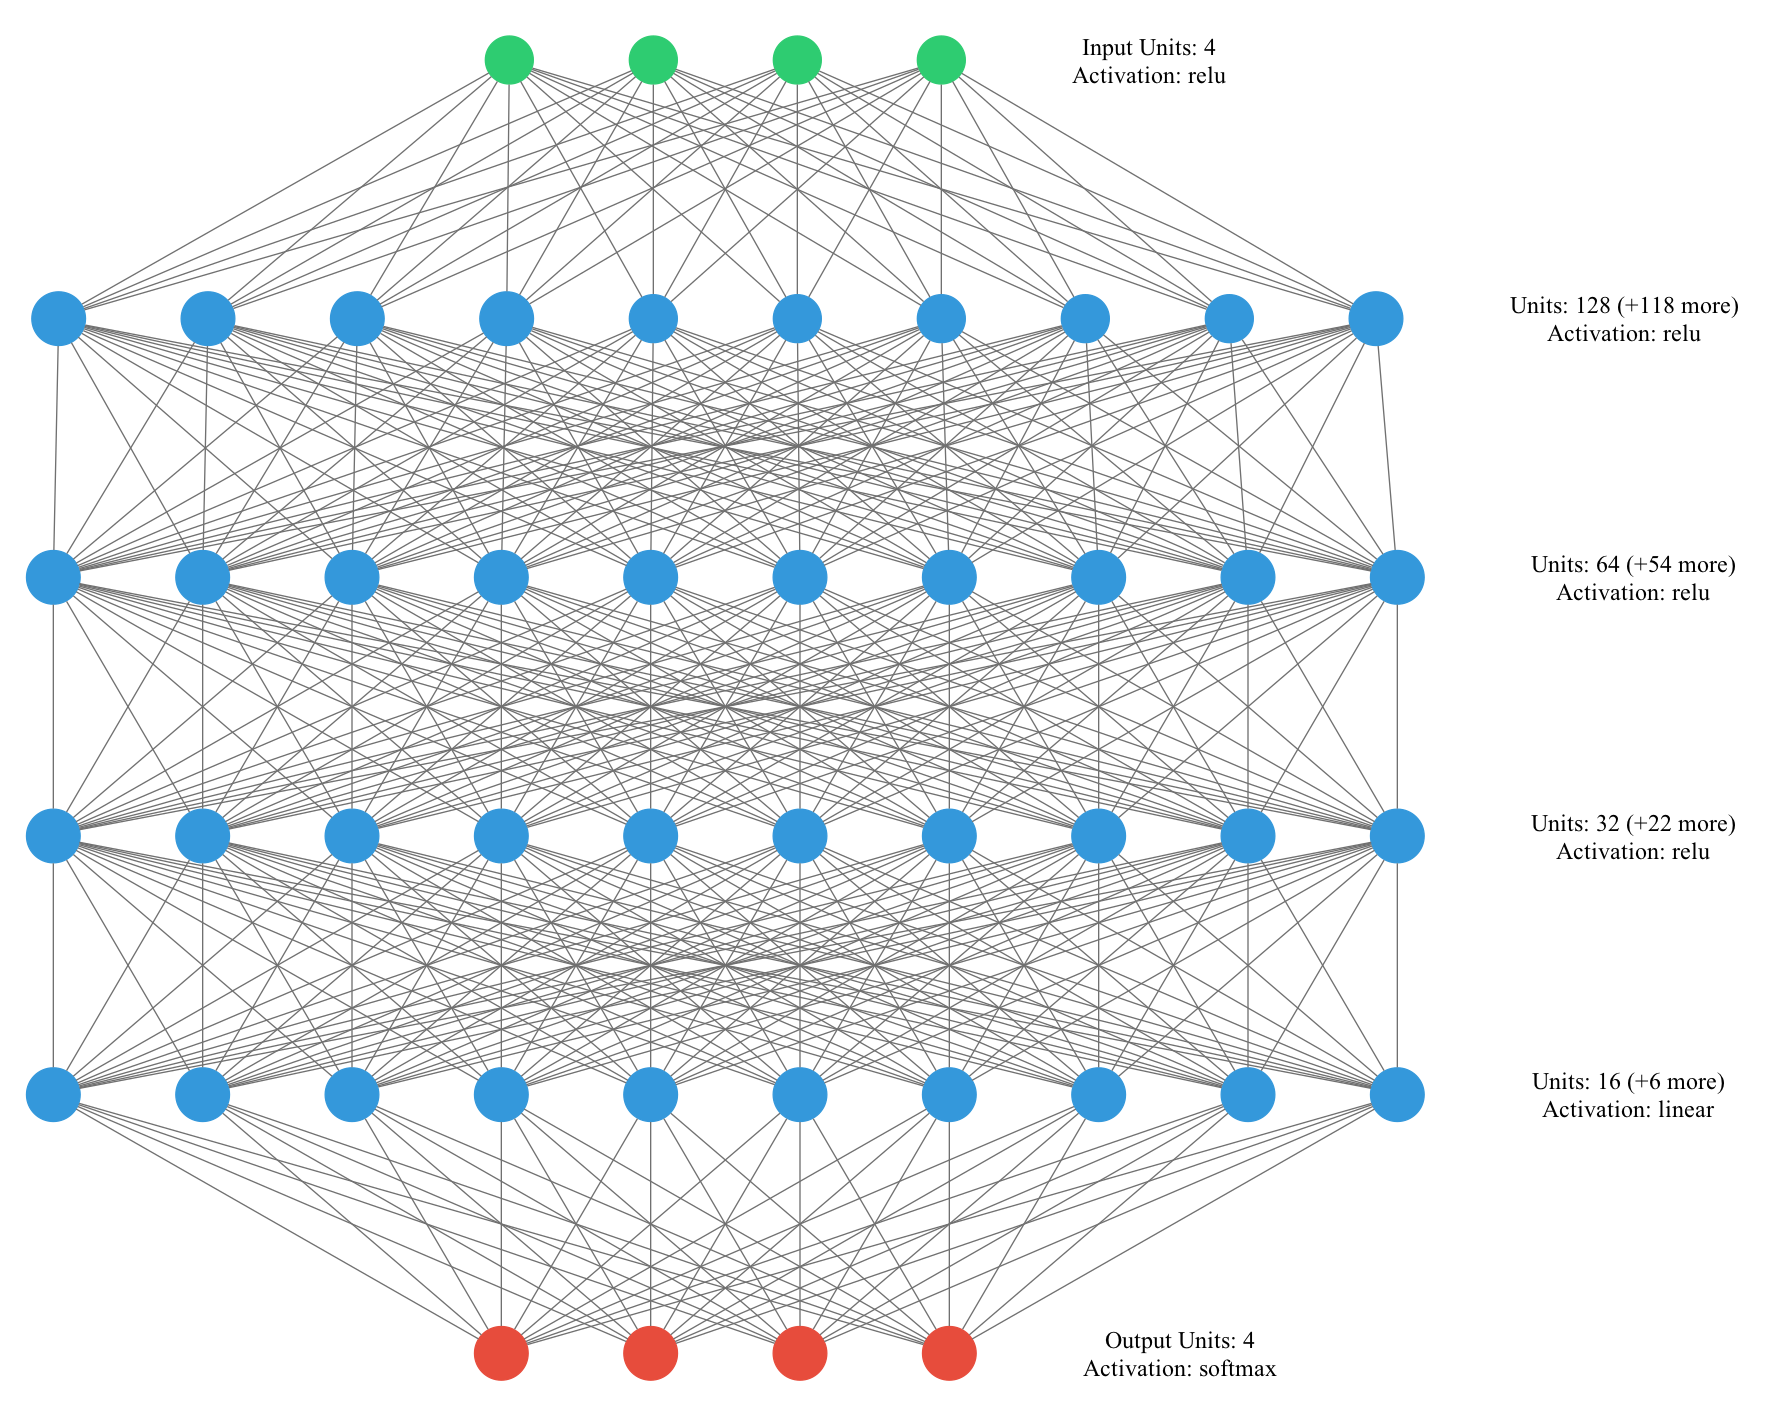 Input Units: 4
Activation: relu
Units: 128 (+118 more)
Activation: relu
Units: 64 (+54 more)
Activation: relu
Units: 32 (+22 more)
Activation: relu
Units: 16 (+6 more)
Activation: linear
Output Units: 4
Activation: softmax